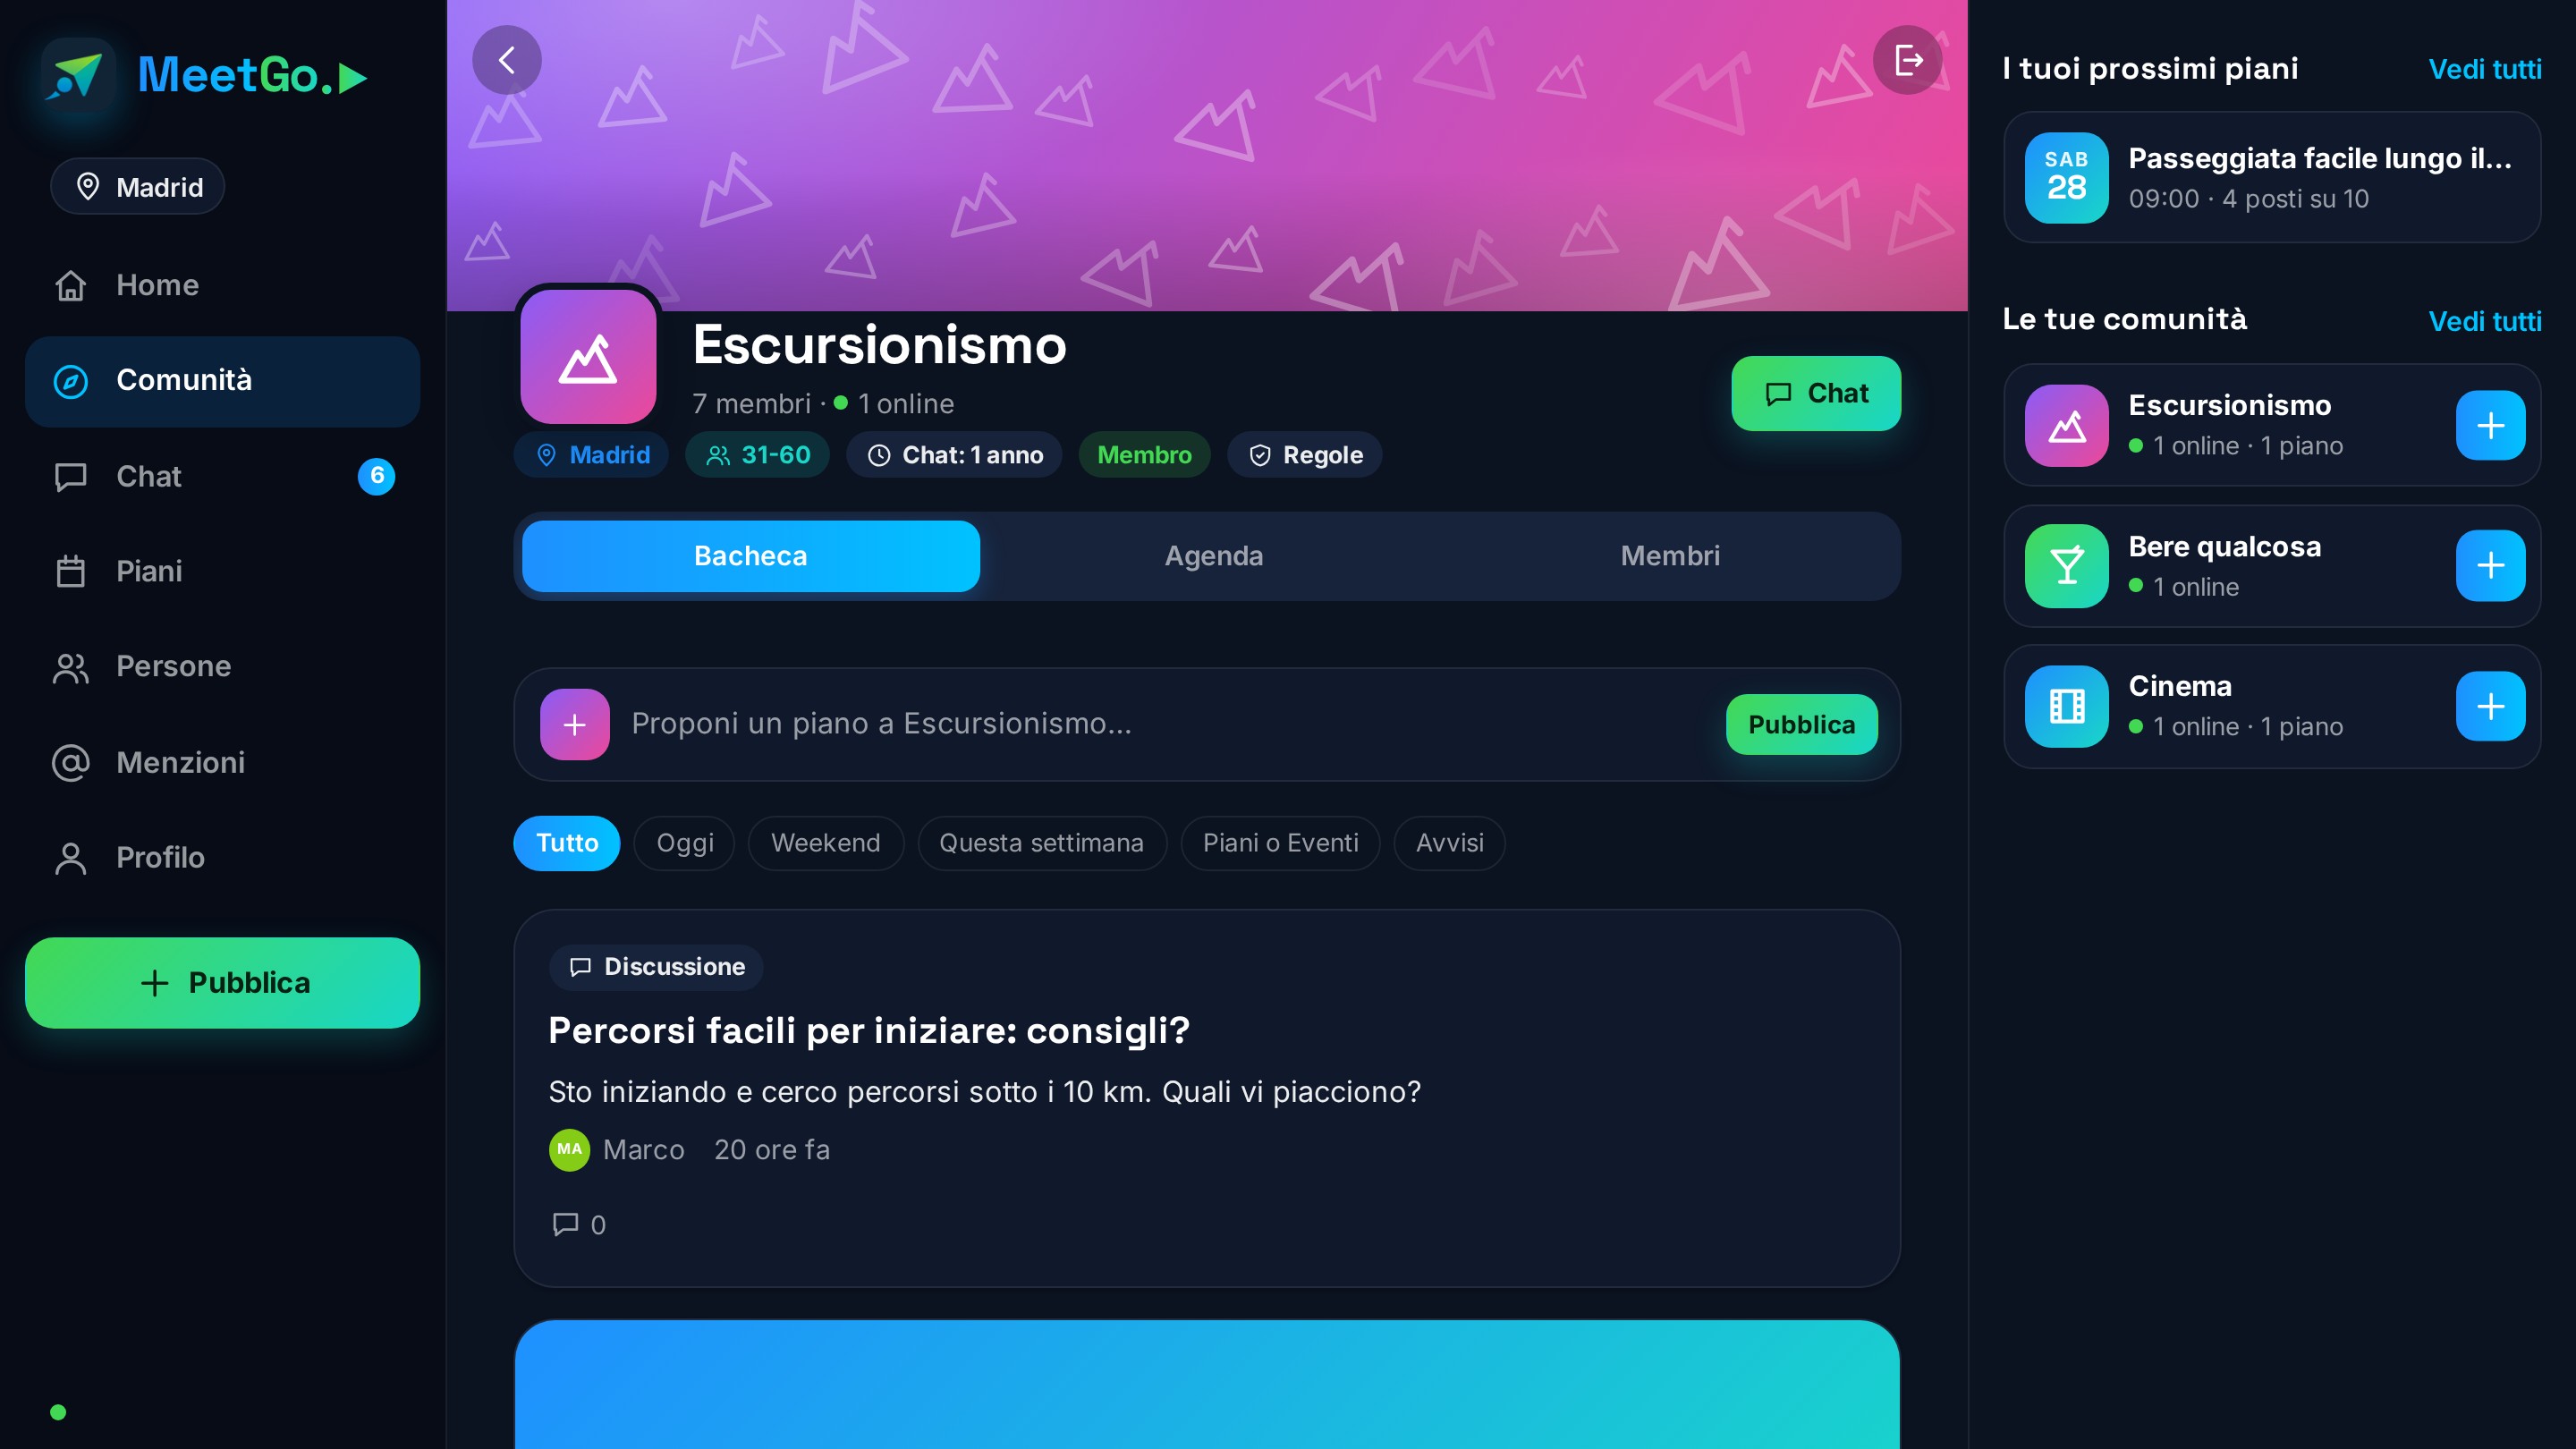 MeetGo.
Madrid
Home
Comunità
Chat
6
Piani
Persone
Menzioni
Profilo
Pubblica
Escursionismo
7 membri · 1 online
Chat
Madrid
31-60
Chat: 1 anno
Membro
Regole
Bacheca
Agenda
Membri
Proponi un piano a Escursionismo...
Pubblica
Tutto
Oggi
Weekend
Questa settimana
Piani o Eventi
Avvisi
Discussione
Percorsi facili per iniziare: consigli?
Sto iniziando e cerco percorsi sotto i 10 km. Quali vi piacciono?
MA
Marco
20 ore fa
0
I tuoi prossimi piani
Vedi tutti
SAB
28
Passeggiata facile lungo il...
09:00 · 4 posti su 10
Le tue comunità
Vedi tutti
Escursionismo
1 online · 1 piano
Bere qualcosa
1 online
Cinema
1 online · 1 piano